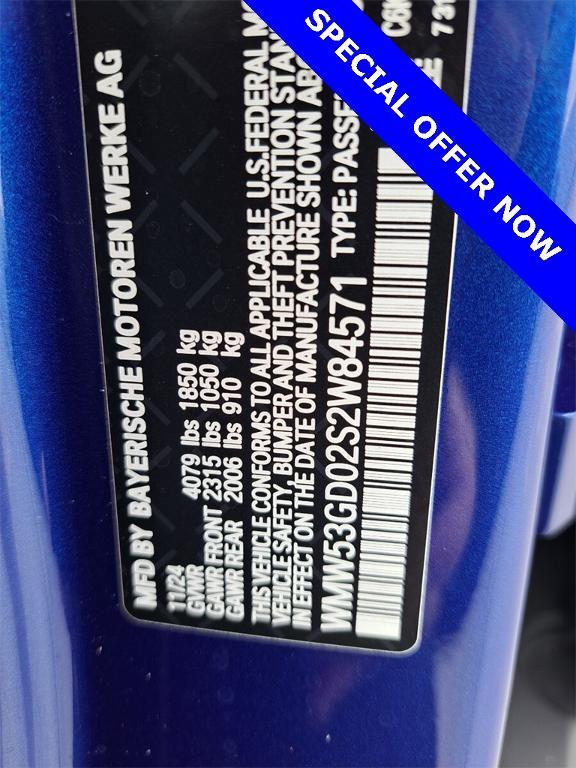 MFD BY BAYERISCHE MOTOREN WERKE AG
11/24
GVWR 4079 lbs 1850 kg
GAWR FRONT 2315 lbs 1050 kg
GAWR REAR 2006 lbs 910 kg
THIS VEHICLE CONFORMS TO ALL APPLICABLE U.S. FEDERAL
VEHICLE SAFETY, BUMPER AND THEFT PREVENTION
IN EFFECT ON THE DATE OF MANUFACTURE SHOWN
WMW53GD02S2W84571 TYPE:
SPECIAL OFFER NOW